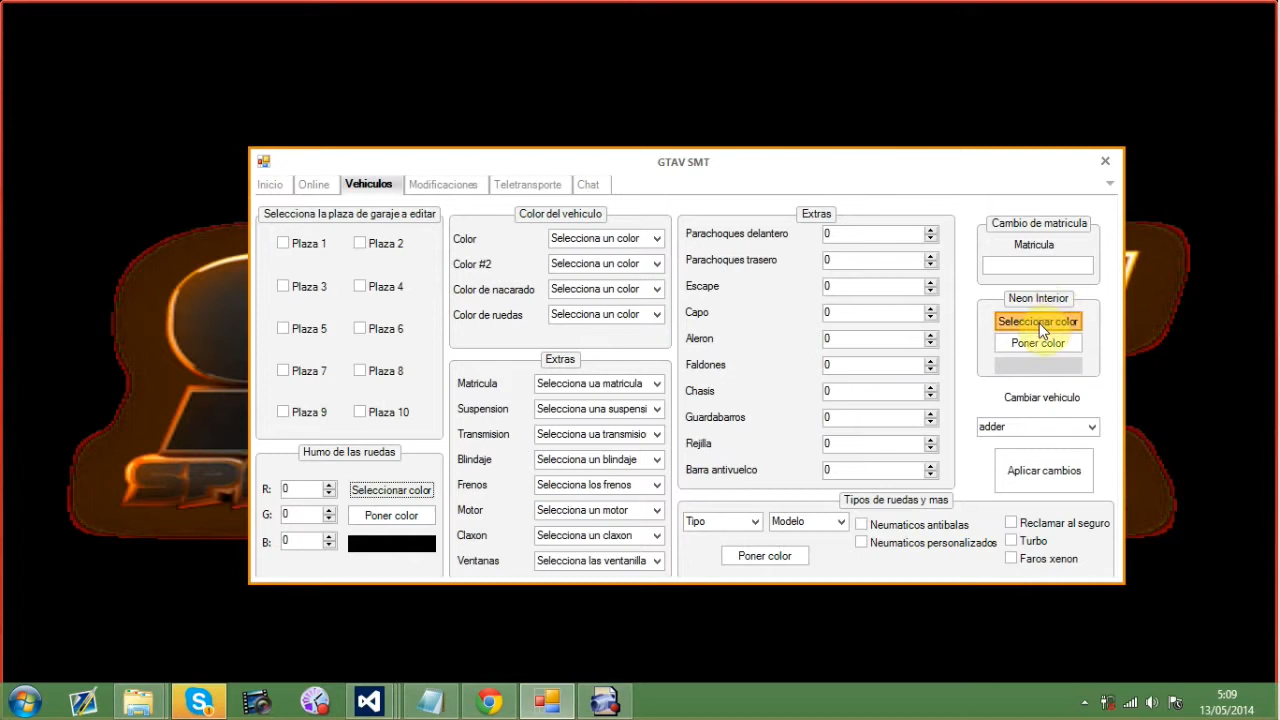 GTAV SMT
Inicio Online Vehiculos Modificaciones Teletransporte Chat
Selecciona la plaza de garaje a editar
Plaza 1 Plaza 2
Plaza 3 Plaza 4
Plaza 5 Plaza 6
Plaza 7 Plaza 8
Plaza 9 Plaza 10
Humo de las ruedas
R: 0 Seleccionar color
G: 0 Poner color
B: 0
Color del vehiculo
Color Selecciona un color
Color #2 Selecciona un color
Color de nacarado Selecciona un color
Color de ruedas Selecciona un color
Extras
Matricula Selecciona ua matricula
Suspension Selecciona una suspensi
Transmision Selecciona ua transmisio
Blindaje Selecciona un blindaje
Frenos Selecciona los frenos
Motor Selecciona un motor
Claxon Selecciona un claxon
Ventanas Selecciona las ventanilla
Extras
Parachoques delantero 0
Parachoques trasero 0
Escape 0
Capo 0
Aleron 0
Faldones 0
Chasis 0
Guardabarros 0
Rejilla 0
Barra antivuelco 0
Cambio de matricula
Matricula
Neon Interior
Seleccionar color
Poner color
Cambiar vehiculo
adder
Aplicar cambios
Tipos de ruedas y mas
Tipo Modelo
Poner color
Neumaticos antibalas
Neumaticos personalizados
Reclamar al seguro
Turbo
Faros xenon
5:09
13/05/2014